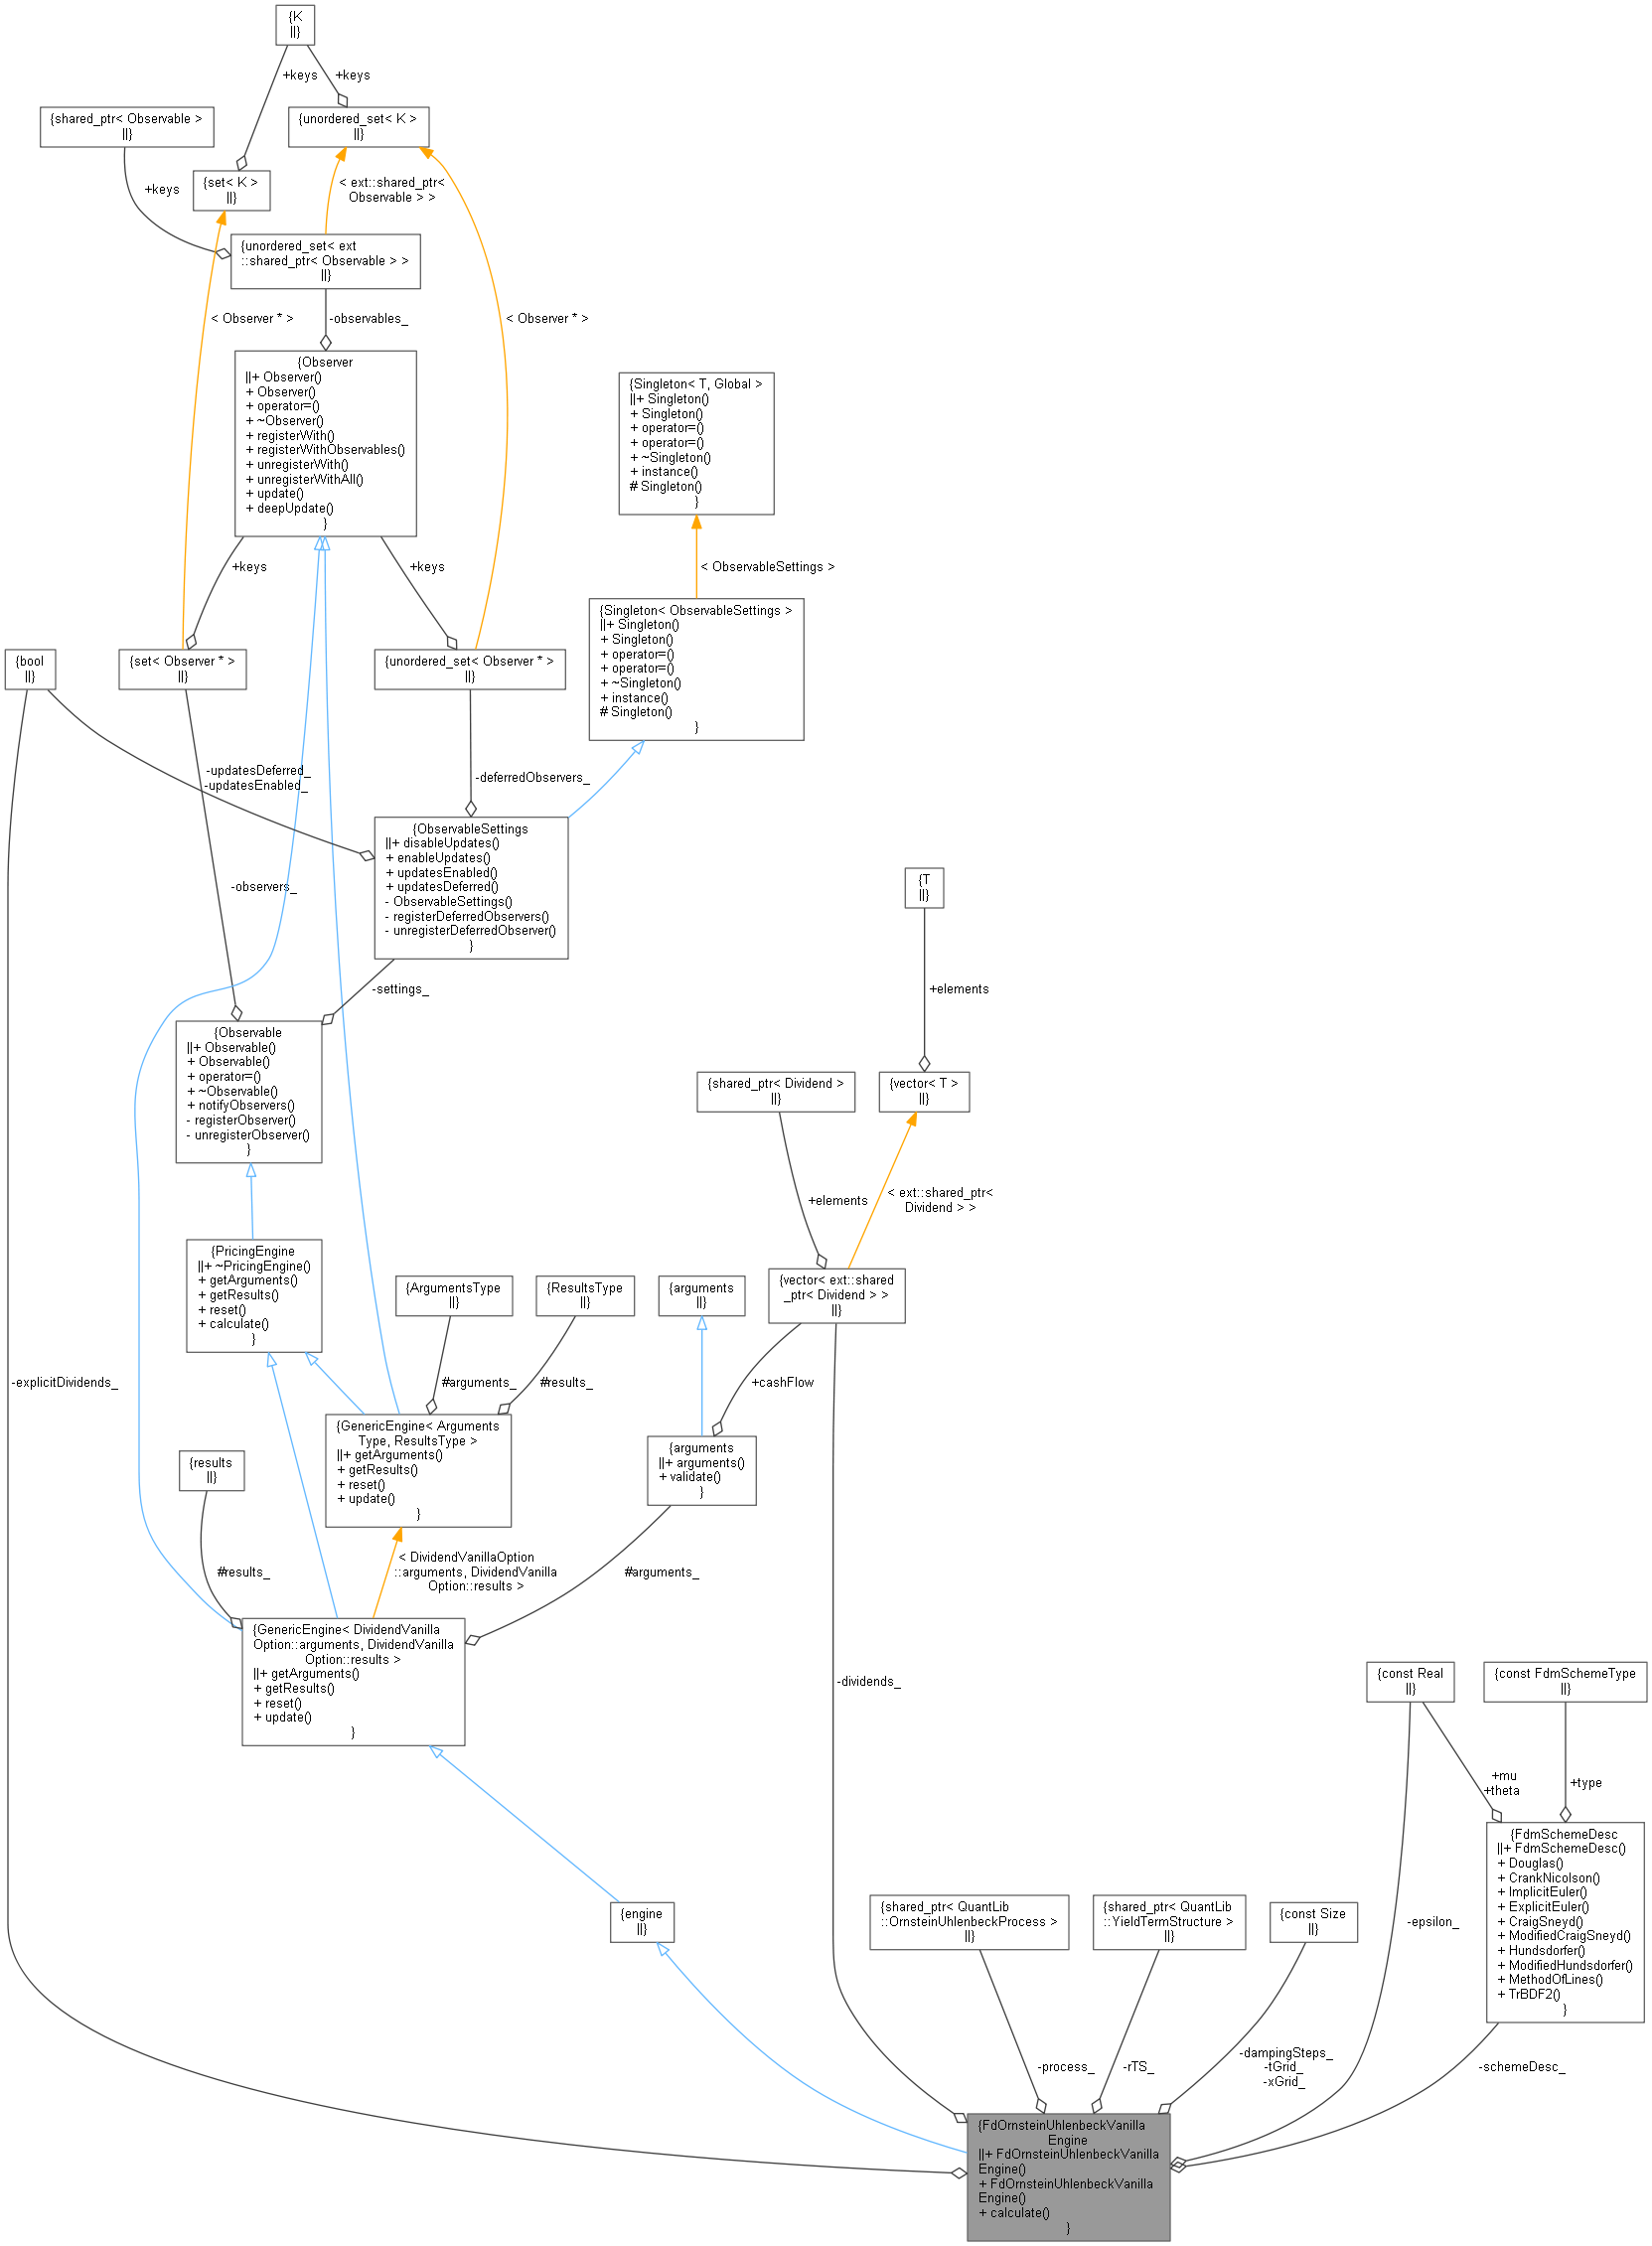 {K
||}
+keys
+keys
{shared_ptr< Observable >
||}
{unordered_set< K >
||}
+keys
{set< K >
||}
< ext::shared_ptr<
Observable > >
{unordered_set< ext
::shared_ptr< Observable > >
||}
< Observer * >
-observables_
< Observer * >
{Observer
||+ Observer()
+ Observer()
+ operator=()
+ ~Observer()
+ registerWith()
+ registerWithObservables()
+ unregisterWith()
+ unregisterWithAll()
+ update()
+ deepUpdate()
}
{Singleton< T, Global >
||+ Singleton()
+ Singleton()
+ operator=()
+ operator=()
+ ~Singleton()
+ instance()
# Singleton()
}
+keys
+keys
< ObservableSettings >
{Singleton< ObservableSettings >
||+ Singleton()
+ Singleton()
+ operator=()
+ operator=()
+ ~Singleton()
+ instance()
# Singleton()
}
{bool
||}
{set< Observer * >
||}
{unordered_set< Observer * >
||}
-updatesDeferred_
-updatesEnabled_
-deferredObservers_
{ObservableSettings
||+ disableUpdates()
+ enableUpdates()
+ updatesEnabled()
+ updatesDeferred()
- ObservableSettings()
- registerDeferredObservers()
- unregisterDeferredObserver()
}
-observers_
{T
||}
-settings_
+elements
{Observable
||+ Observable()
+ Observable()
+ operator=()
+ ~Observable()
+ notifyObservers()
- registerObserver()
- unregisterObserver()
}
{shared_ptr< Dividend >
||}
{vector< T >
||}
+elements
< ext::shared_ptr<
Dividend > >
{PricingEngine
||+ ~PricingEngine()
+ getArguments()
+ getResults()
+ reset()
+ calculate()
}
{ArgumentsType
||}
{ResultsType
||}
{arguments
||}
{vector< ext::shared
_ptr< Dividend > >
||}
-explicitDividends_
#arguments_
#results_
+cashFlow
{GenericEngine< Arguments
Type, ResultsType >
||+ getArguments()
+ getResults()
+ reset()
+ update()
}
{arguments
||+ arguments()
+ validate()
}
{results
||}
#results_
< DividendVanillaOption
::arguments, DividendVanilla
Option::results >
#arguments_
{GenericEngine< DividendVanilla
Option::arguments, DividendVanilla
Option::results >
||+ getArguments()
+ getResults()
+ reset()
+ update()
}
-dividends_
{const Real
||}
{const FdmSchemeType
||}
+mu
+theta
+type
{FdmSchemeDesc
||+ FdmSchemeDesc()
+ Douglas()
+ CrankNicolson()
+ ImplicitEuler()
+ ExplicitEuler()
+ CraigSneyd()
+ ModifiedCraigSneyd()
+ Hundsdorfer()
+ ModifiedHundsdorfer()
+ MethodOfLines()
+ TrBDF2()
}
{engine
||}
{shared_ptr< QuantLib
::OrnsteinUhlenbeckProcess >
||}
{shared_ptr< QuantLib
::YieldTermStructure >
||}
{const Size
||}
-epsilon_
-process_
-rTS_
-dampingSteps_
-tGrid_
-xGrid_
-schemeDesc_
{FdOrnsteinUhlenbeckVanilla
Engine
||+ FdOrnsteinUhlenbeckVanilla
Engine()
+ FdOrnsteinUhlenbeckVanilla
Engine()
+ calculate()
}